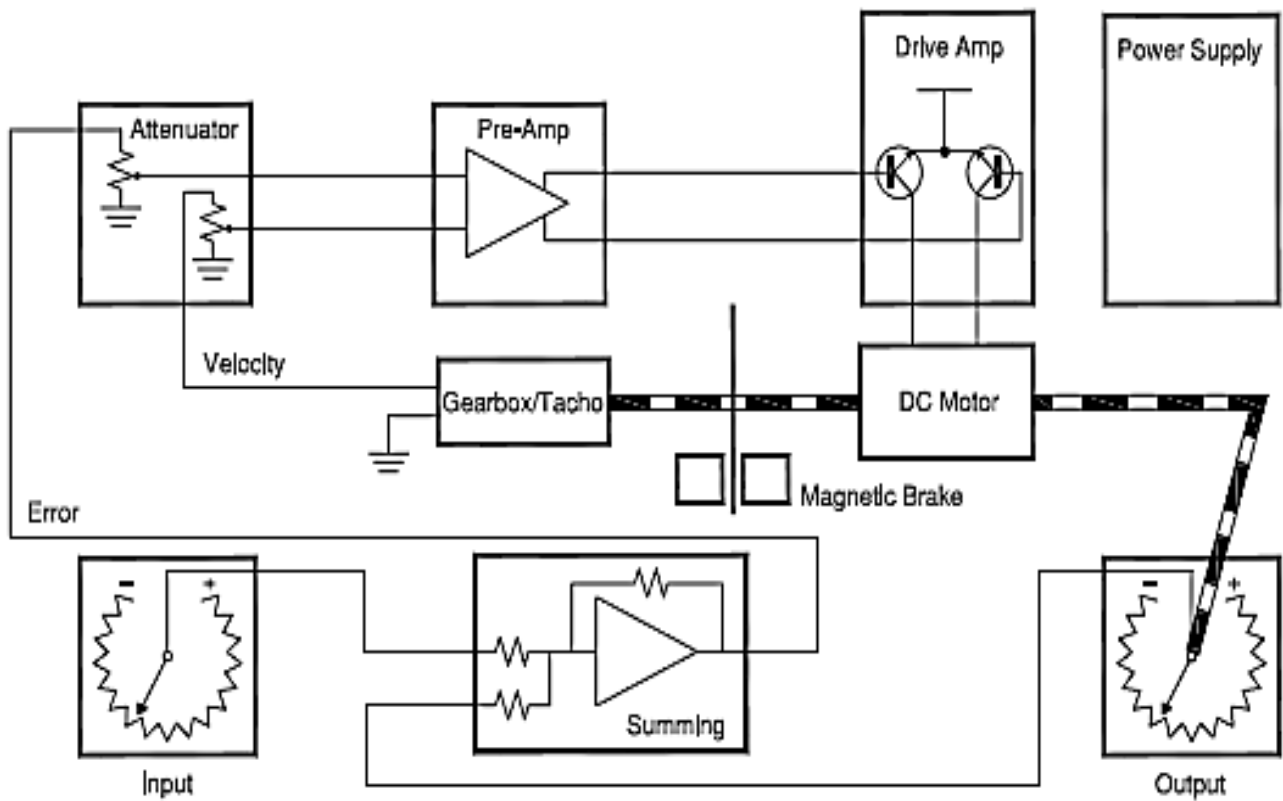 Drive Amp
Power Supply
Attenuator
Pre-Amp
Velocity
Gearbox/Tacho
DC Motor
Magnetic Brake
Error
- +
- +
Summing
Input
Output